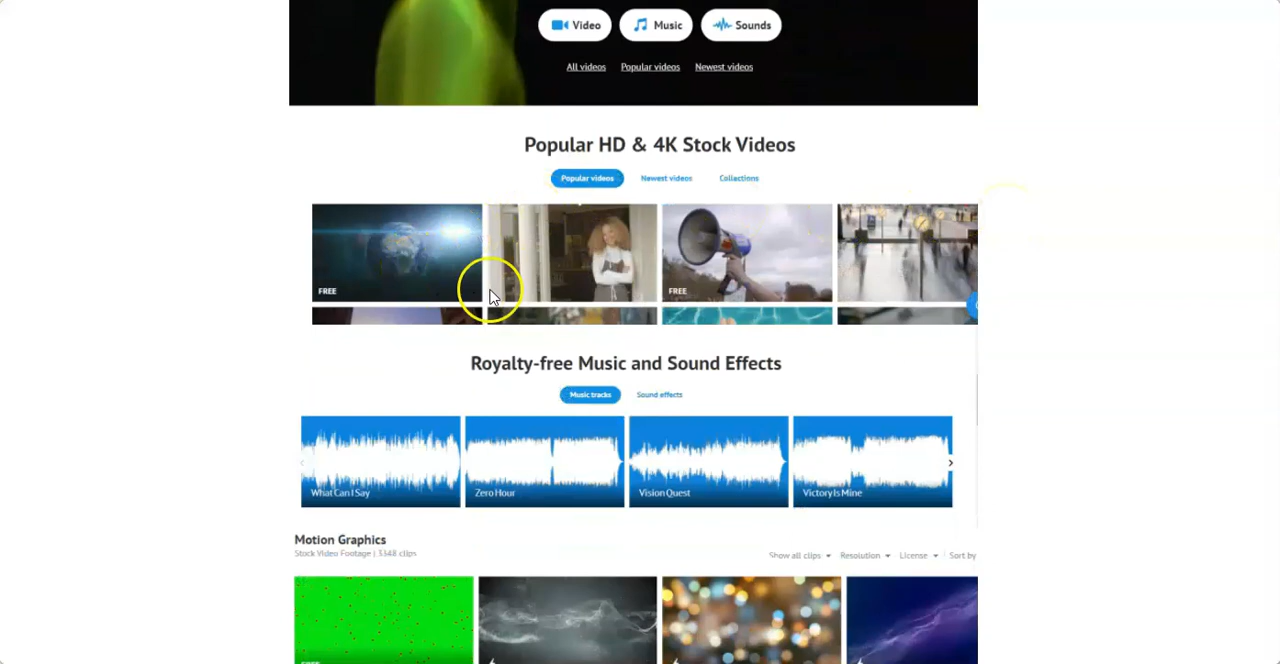 Video Music Sounds
All videos Popular videos Newest videos
Popular HD & 4K Stock Videos
Popular videos Newest videos Collections
FREE FREE
Royalty-free Music and Sound Effects
Music tracks Sound effects
What Can I Say Zero Hour Vision Quest Victory Is Mine
Motion Graphics
Stock Video Footage | 3348 clips
Show all clips Resolution License Sort by
FREE